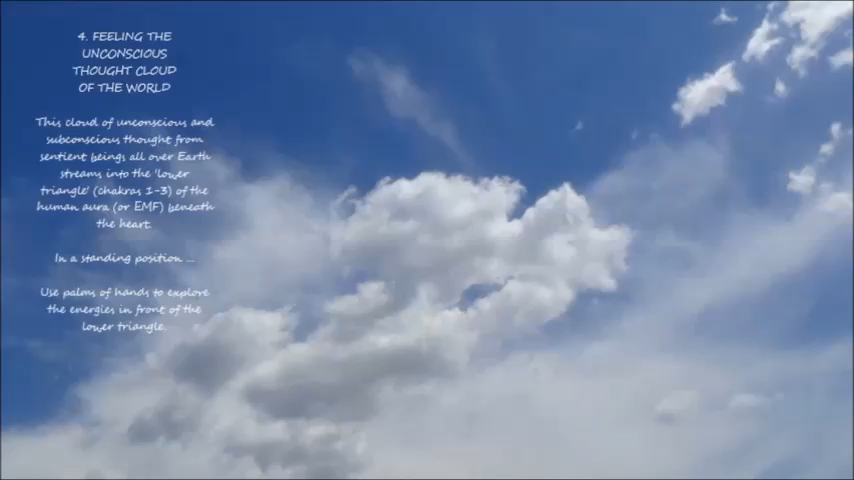 4. FEELING THE
UNCONSCIOUS
THOUGHT CLOUD
OF THE WORLD
This cloud of unconscious and
subconscious thought from
sentient beings all over Earth
streams into the 'lower
triangle' (chakras 1-3) of the
human aura (or EMF) beneath
the heart.
In a standing position ...
Use palms of hands to explore
the energies in front of the
lower triangle.